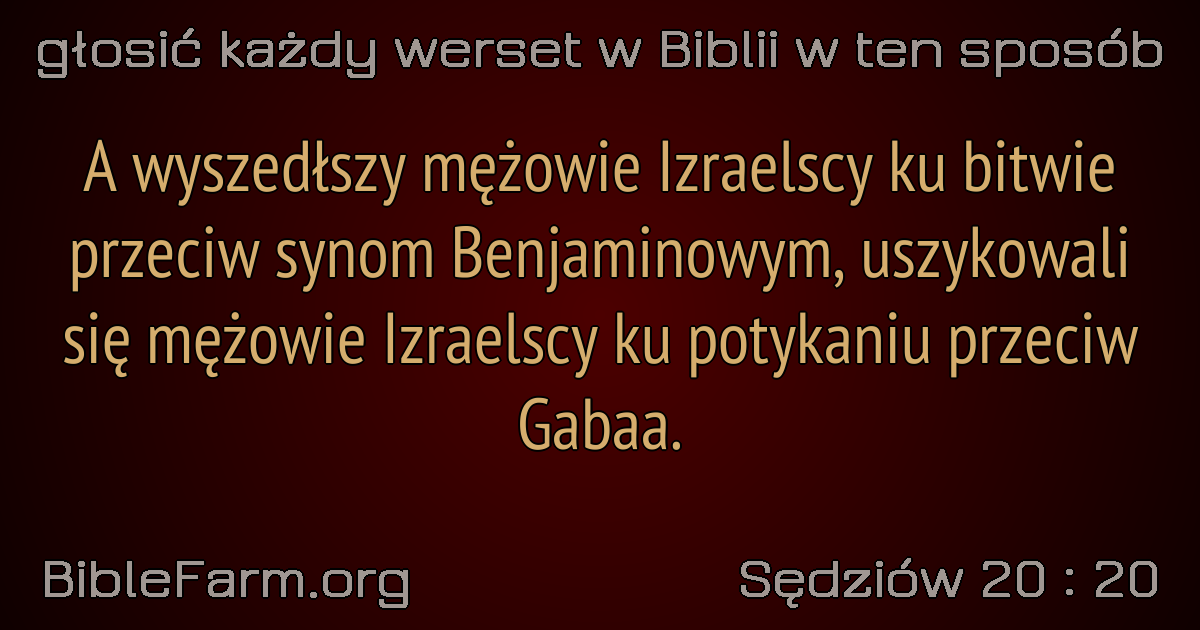 głosić każdy werset w Biblii w ten sposób
A wyszedłszy mężowie Izraelscy ku bitwie
przeciw synom Benjaminowym, uszykowali
się mężowie Izraelscy ku potykaniu przeciw
Gabaa.
BibleFarm.org
Sędziów 20 : 20